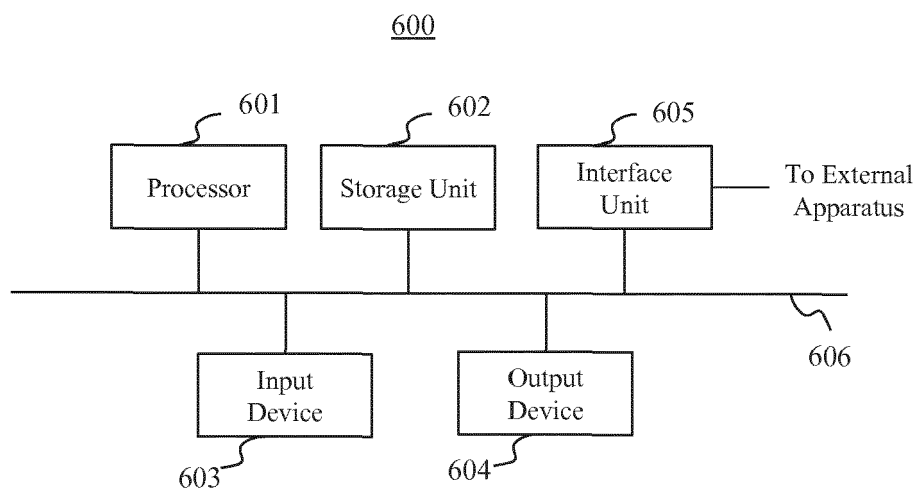 600
601
602
605
Processor
Storage Unit
Interface
Unit
To External
Apparatus
606
Input
Device
Output
Device
603
604